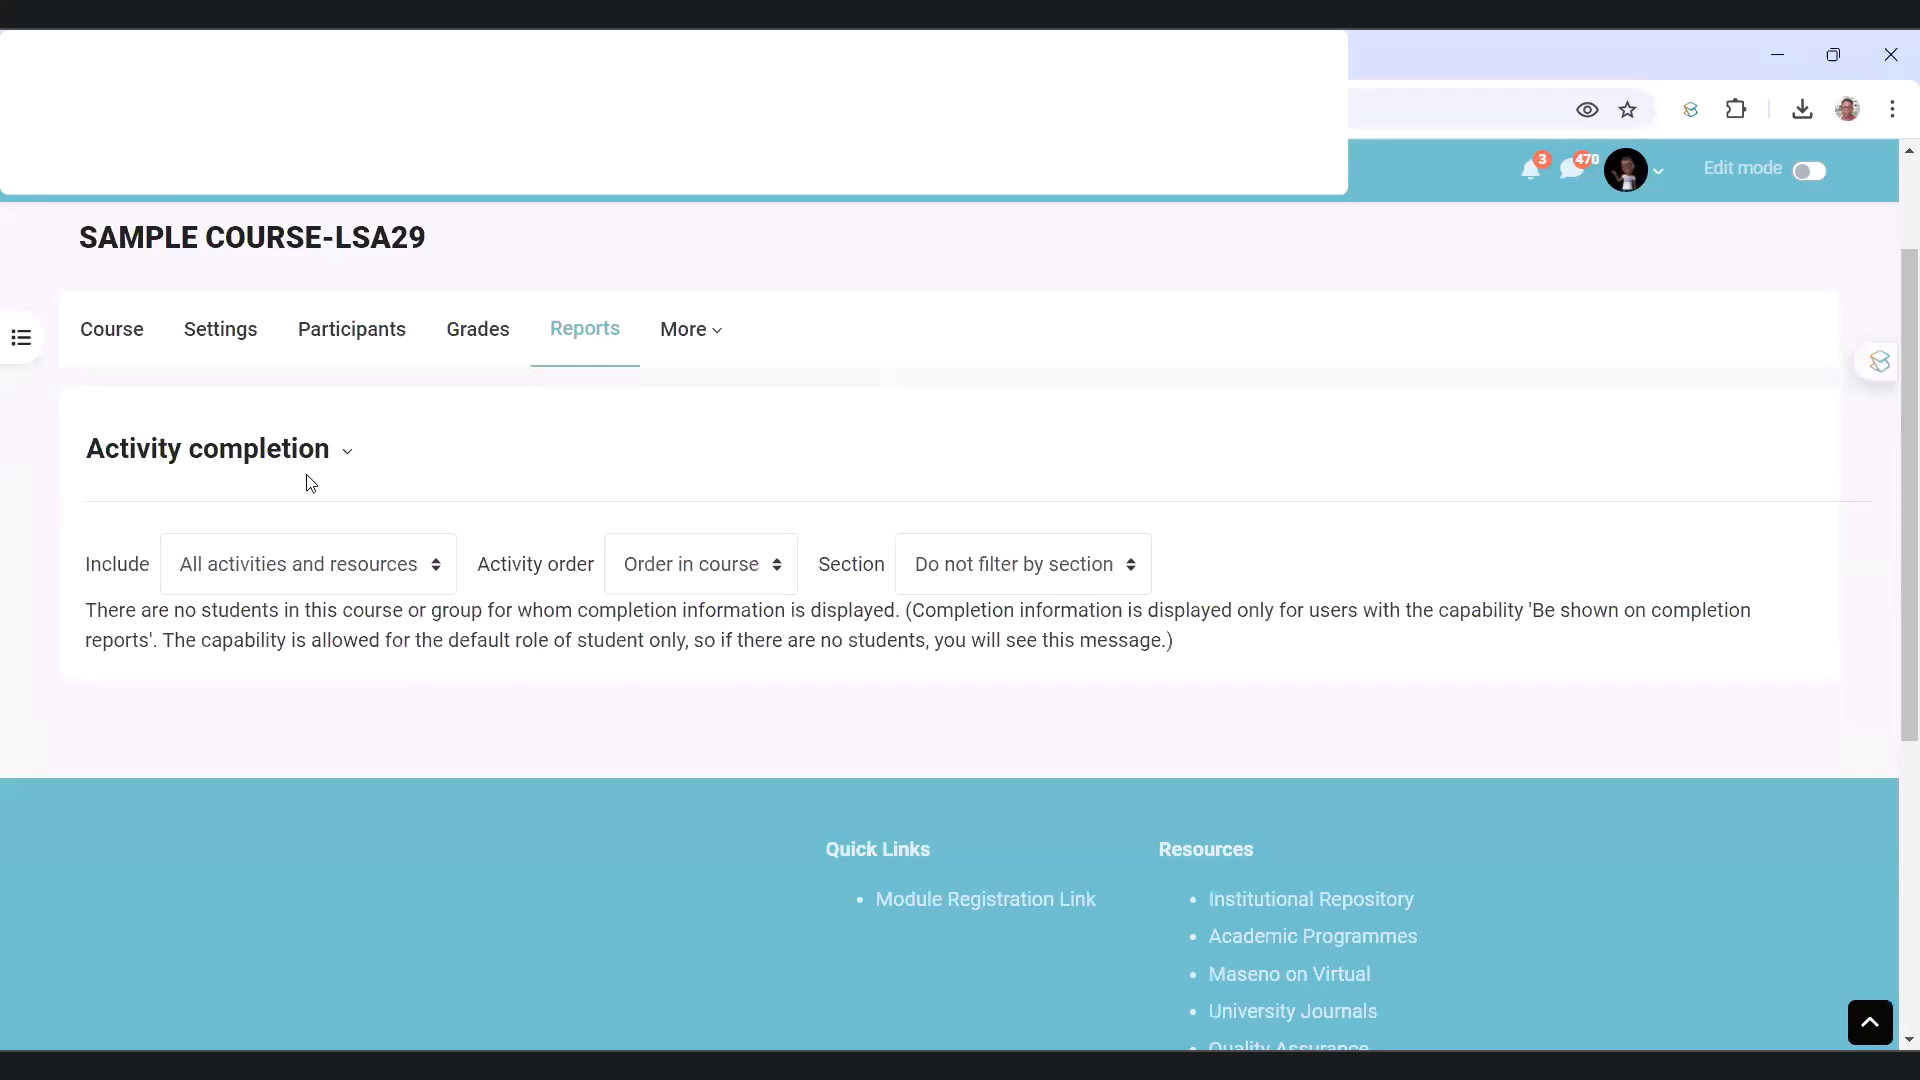 3
470
Edit mode
SAMPLE COURSE-LSA29
Course Settings Participants Grades Reports More
Activity completion
Include All activities and resources Activity order Order in course Section Do not filter by section
There are no students in this course or group for whom completion information is displayed. (Completion information is displayed only for users with the capability 'Be shown on completion
reports'. The capability is allowed for the default role of student only, so if there are no students, you will see this message.)
Quick Links
Module Registration Link
Resources
Institutional Repository
Academic Programmes
Maseno on Virtual
University Journals
Quality Assurance